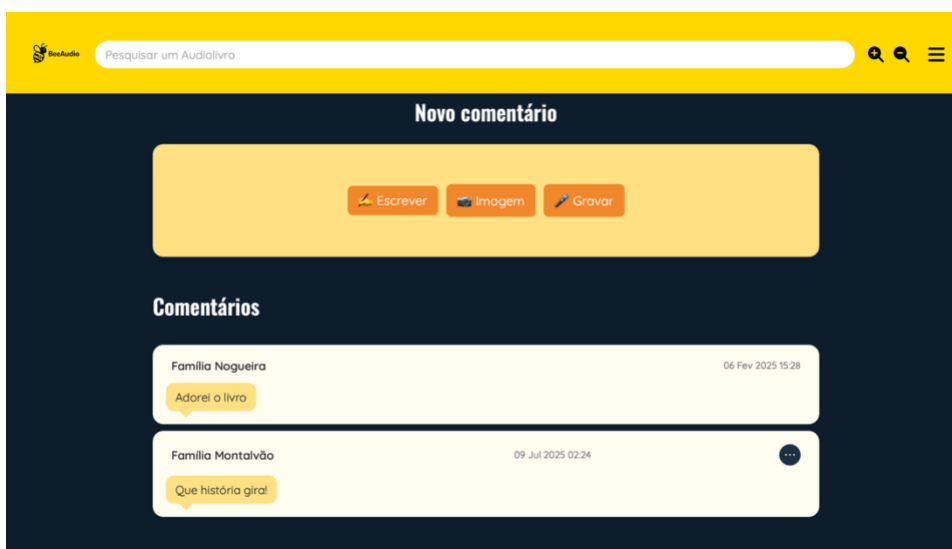 BeeAudio
Pesquisar um Audiolivro
Novo comentário
Escrever
Imagem
Gravar
Comentários
Família Nogueira
06 Fev 2025 15:28
Adorei o livro
Família Montalvão
09 Jul 2025 02:24
Que história gira!